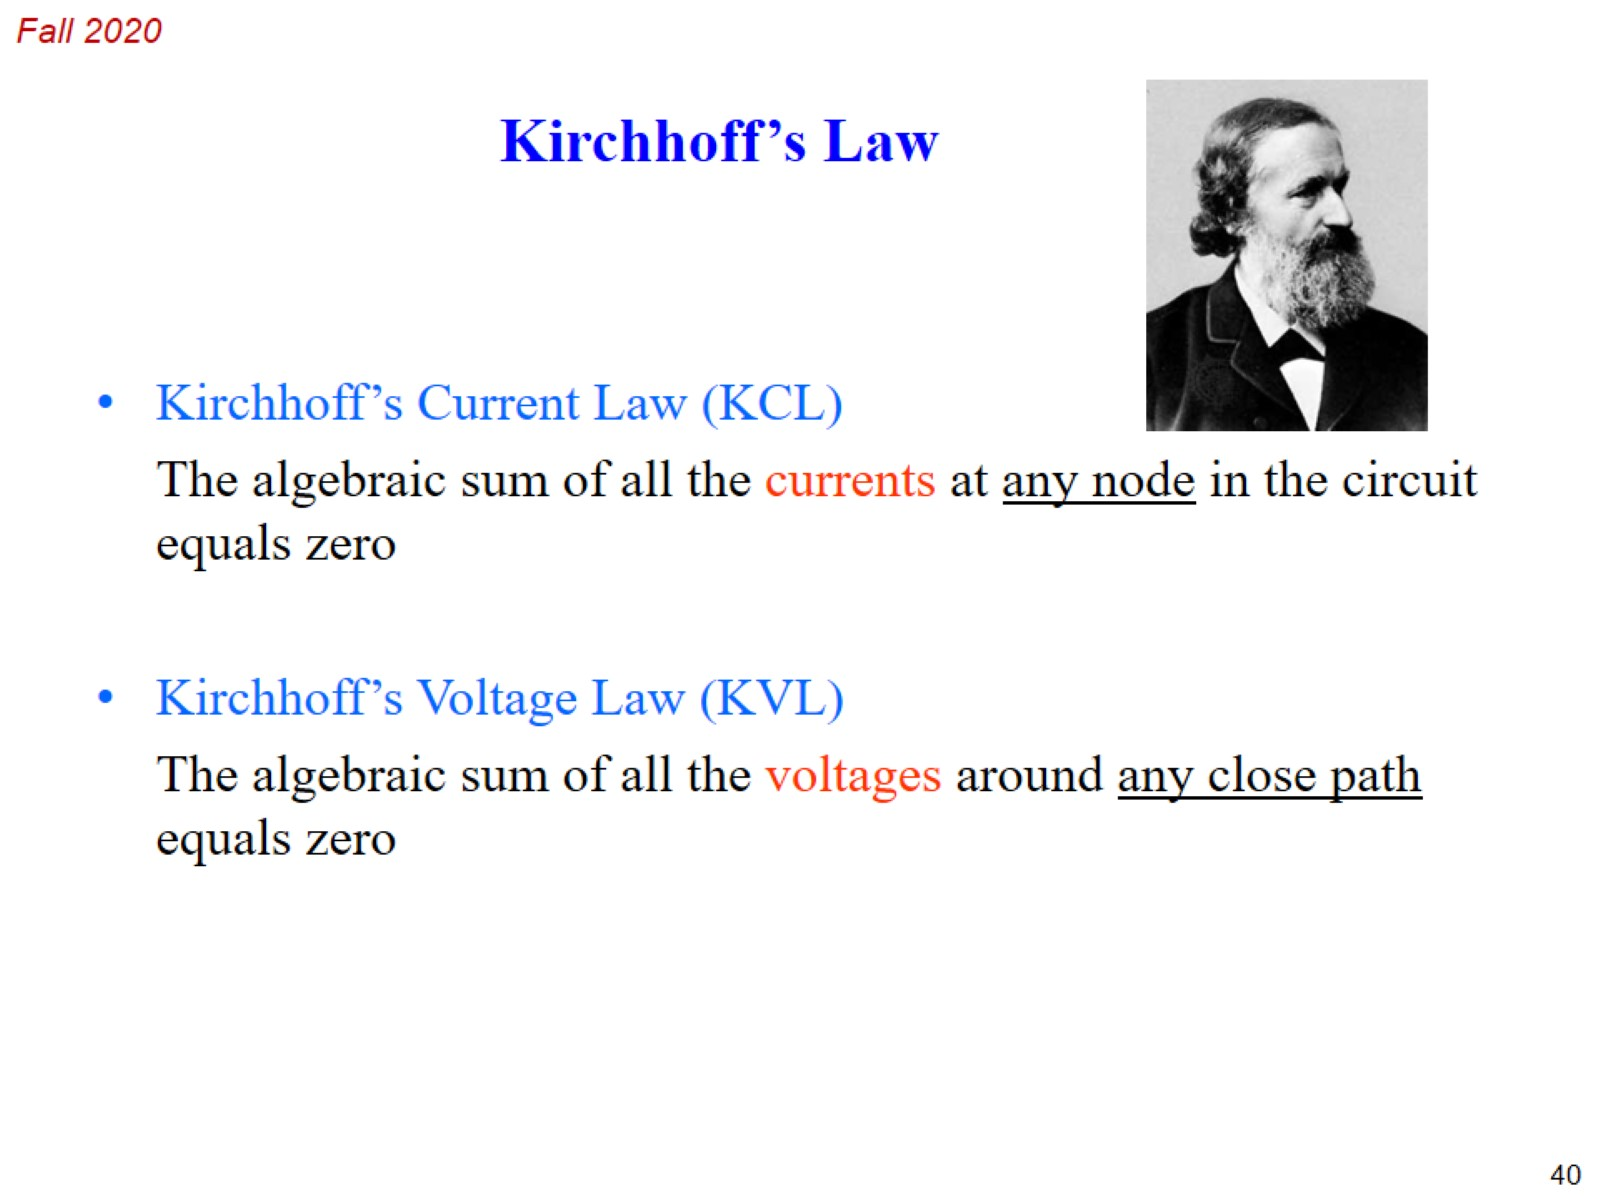 Fall 2020
Kirchhoff’s Law
• Kirchhoff’s Current Law (KCL)
The algebraic sum of all the currents at any node in the circuit
equals zero
• Kirchhoff’s Voltage Law (KVL)
The algebraic sum of all the voltages around any close path
equals zero
40